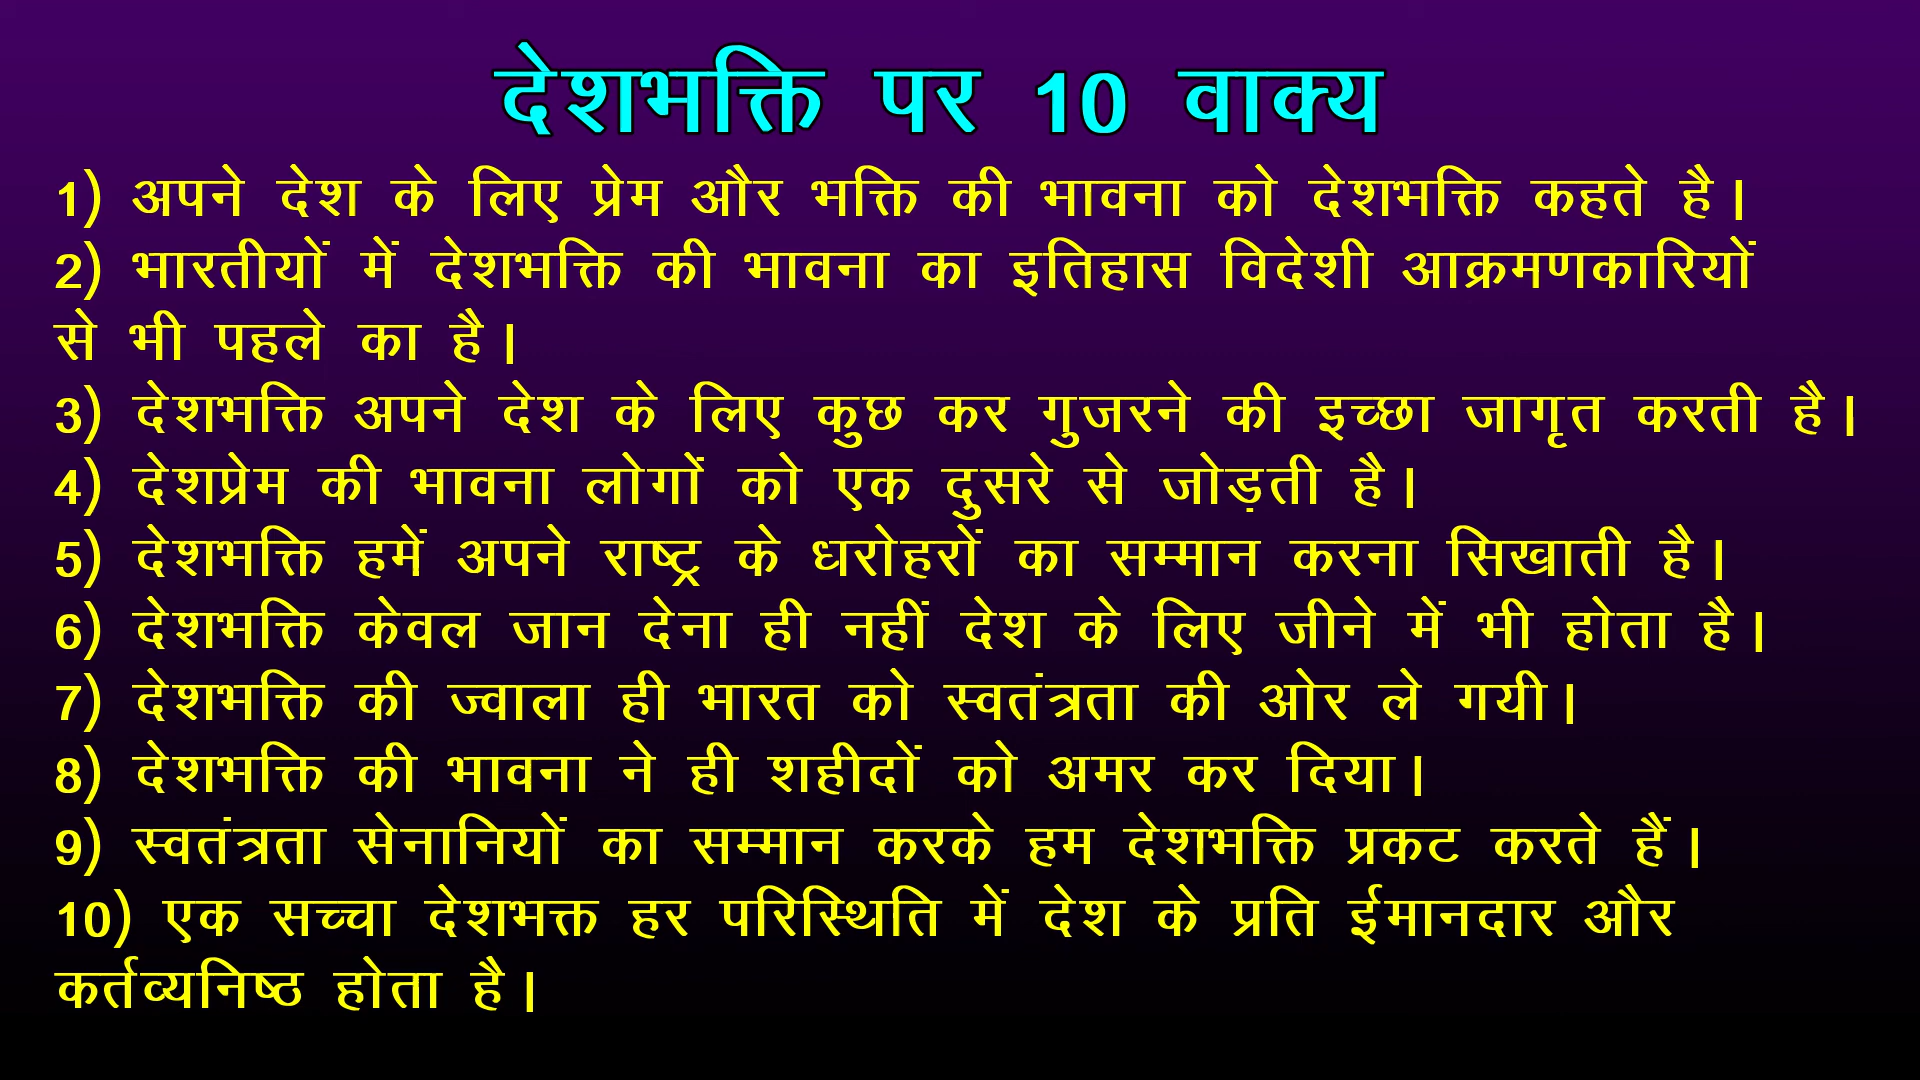 देशभक्ति पर 10 वाक्य
1) अपने देश के लिए प्रेम और भक्ति की भावना को देशभक्ति कहते है।
2) भारतीयों में देशभक्ति की भावना का इतिहास विदेशी आक्रमणकारियों
से भी पहले का है।
3) देशभक्ति अपने देश के लिए कुछ कर गुजरने की इच्छा जागृत करती है।
4) देशप्रेम की भावना लोगों को एक दुसरे से जोड़ती है।
5) देशभक्ति हमें अपने राष्ट्र के धरोहरों का सम्मान करना सिखाती है।
6) देशभक्ति केवल जान देना ही नहीं देश के लिए जीने में भी होता है।
7) देशभक्ति की ज्वाला ही भारत को स्वतंत्रता की ओर ले गयी।
8) देशभक्ति की भावना ने ही शहीदों को अमर कर दिया।
9) स्वतंत्रता सेनानियों का सम्मान करके हम देशभक्ति प्रकट करते हैं।
10) एक सच्चा देशभक्त हर परिस्थिति में देश के प्रति ईमानदार और
कर्तव्यनिष्ठ होता है।